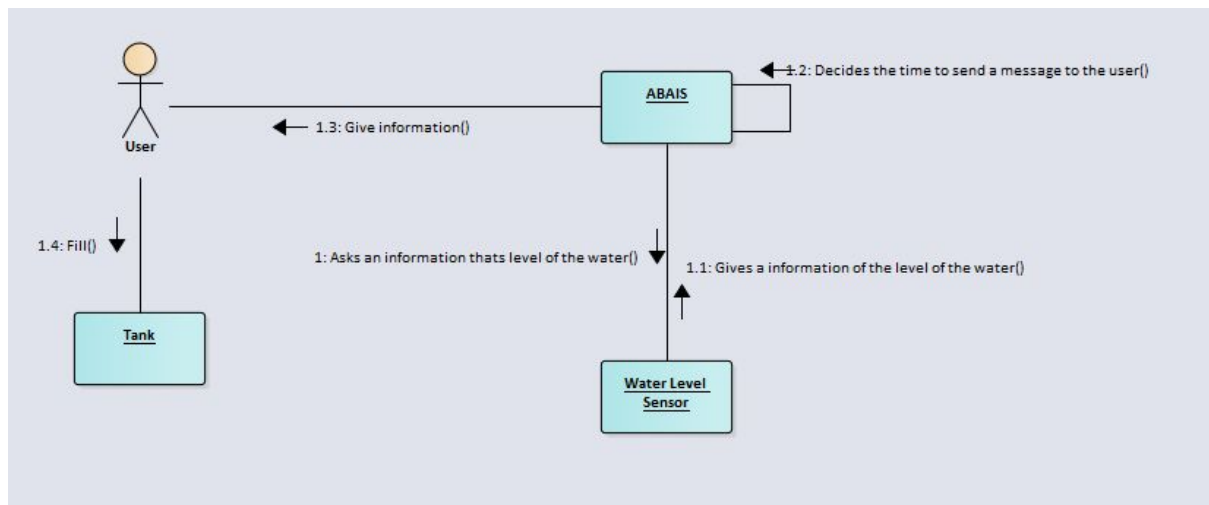 1.2: Decides the time to send a message to the user()
ABAIS
1.3: Give information()
User
1.4: Fill()
1: Asks an information thats level of the water()
1.1: Gives a information of the level of the water()
Tank
Water Level
Sensor